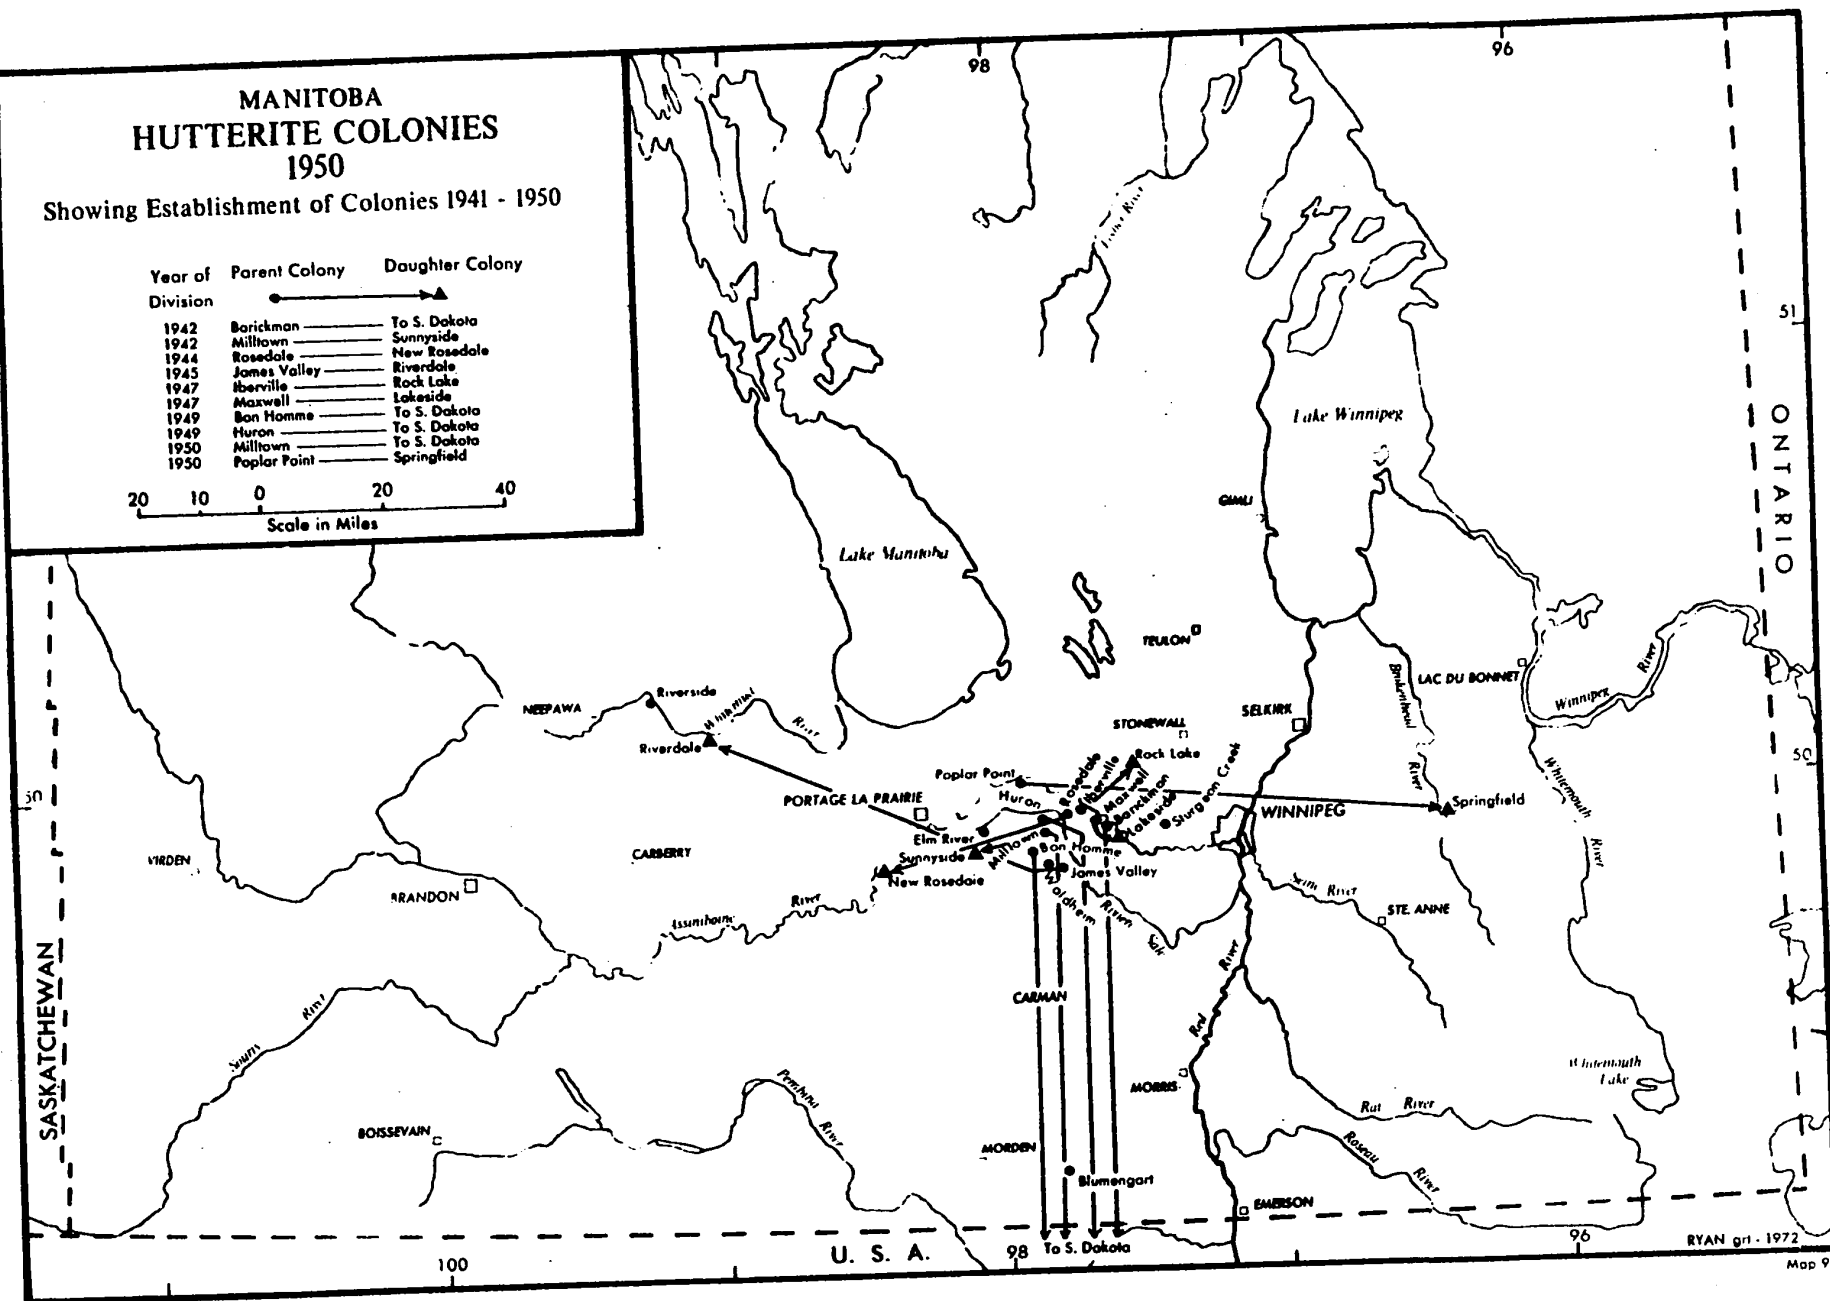 MANITOBA
HUTTERITE COLONIES
1950
Showing Establishment of Colonies 1941 - 1950
Year of Division Parent Colony Daughter Colony
1942 Barickman To S. Dakota
1942 Milltown Sunnyside
1944 Rosedale New Rosedale
1945 James Valley Riverdale
1947 Iberville Rock Lake
1947 Maxwell Lakeside
1949 Bon Homme To S. Dakota
1949 Huron To S. Dakota
1950 Milltown To S. Dakota
1950 Poplar Point Springfield
20 10 0 20 40
Scale in Miles
98
96
51
ONTARIO
River
Lake Winnipeg
GIMLI
Lake Manitoba
TEULON
LAC DU BONNET
Winnipeg River
Brokenhead River
SELKIRK
STONEWALL
NEEPAWA
Riverside
Whitemud River
Riverdale
Rock Lake
Poplar Point
Rosedale
Iberville
Maxwell
Barickman
Lakeside
Sturgeon Creek
Huron
PORTAGE LA PRAIRIE
WINNIPEG
Springfield
50
50
Whitemouth River
Elm River
Sunnyside
Milltown
Bon Homme
James Valley
Waldheim
New Rosedale
VIRDEN
CARBERRY
BRANDON
Assiniboine River
Seine River
STE. ANNE
Rivière Sale
SASKATCHEWAN
Souris River
CARMAN
Red River
MORRIS
Whitemouth Lake
Rat River
Roseau River
Pembina River
BOISSEVAIN
MORDEN
Blumengart
EMERSON
U. S. A.
To S. Dakota
100
98
96
RYAN grt - 1972
Map 9